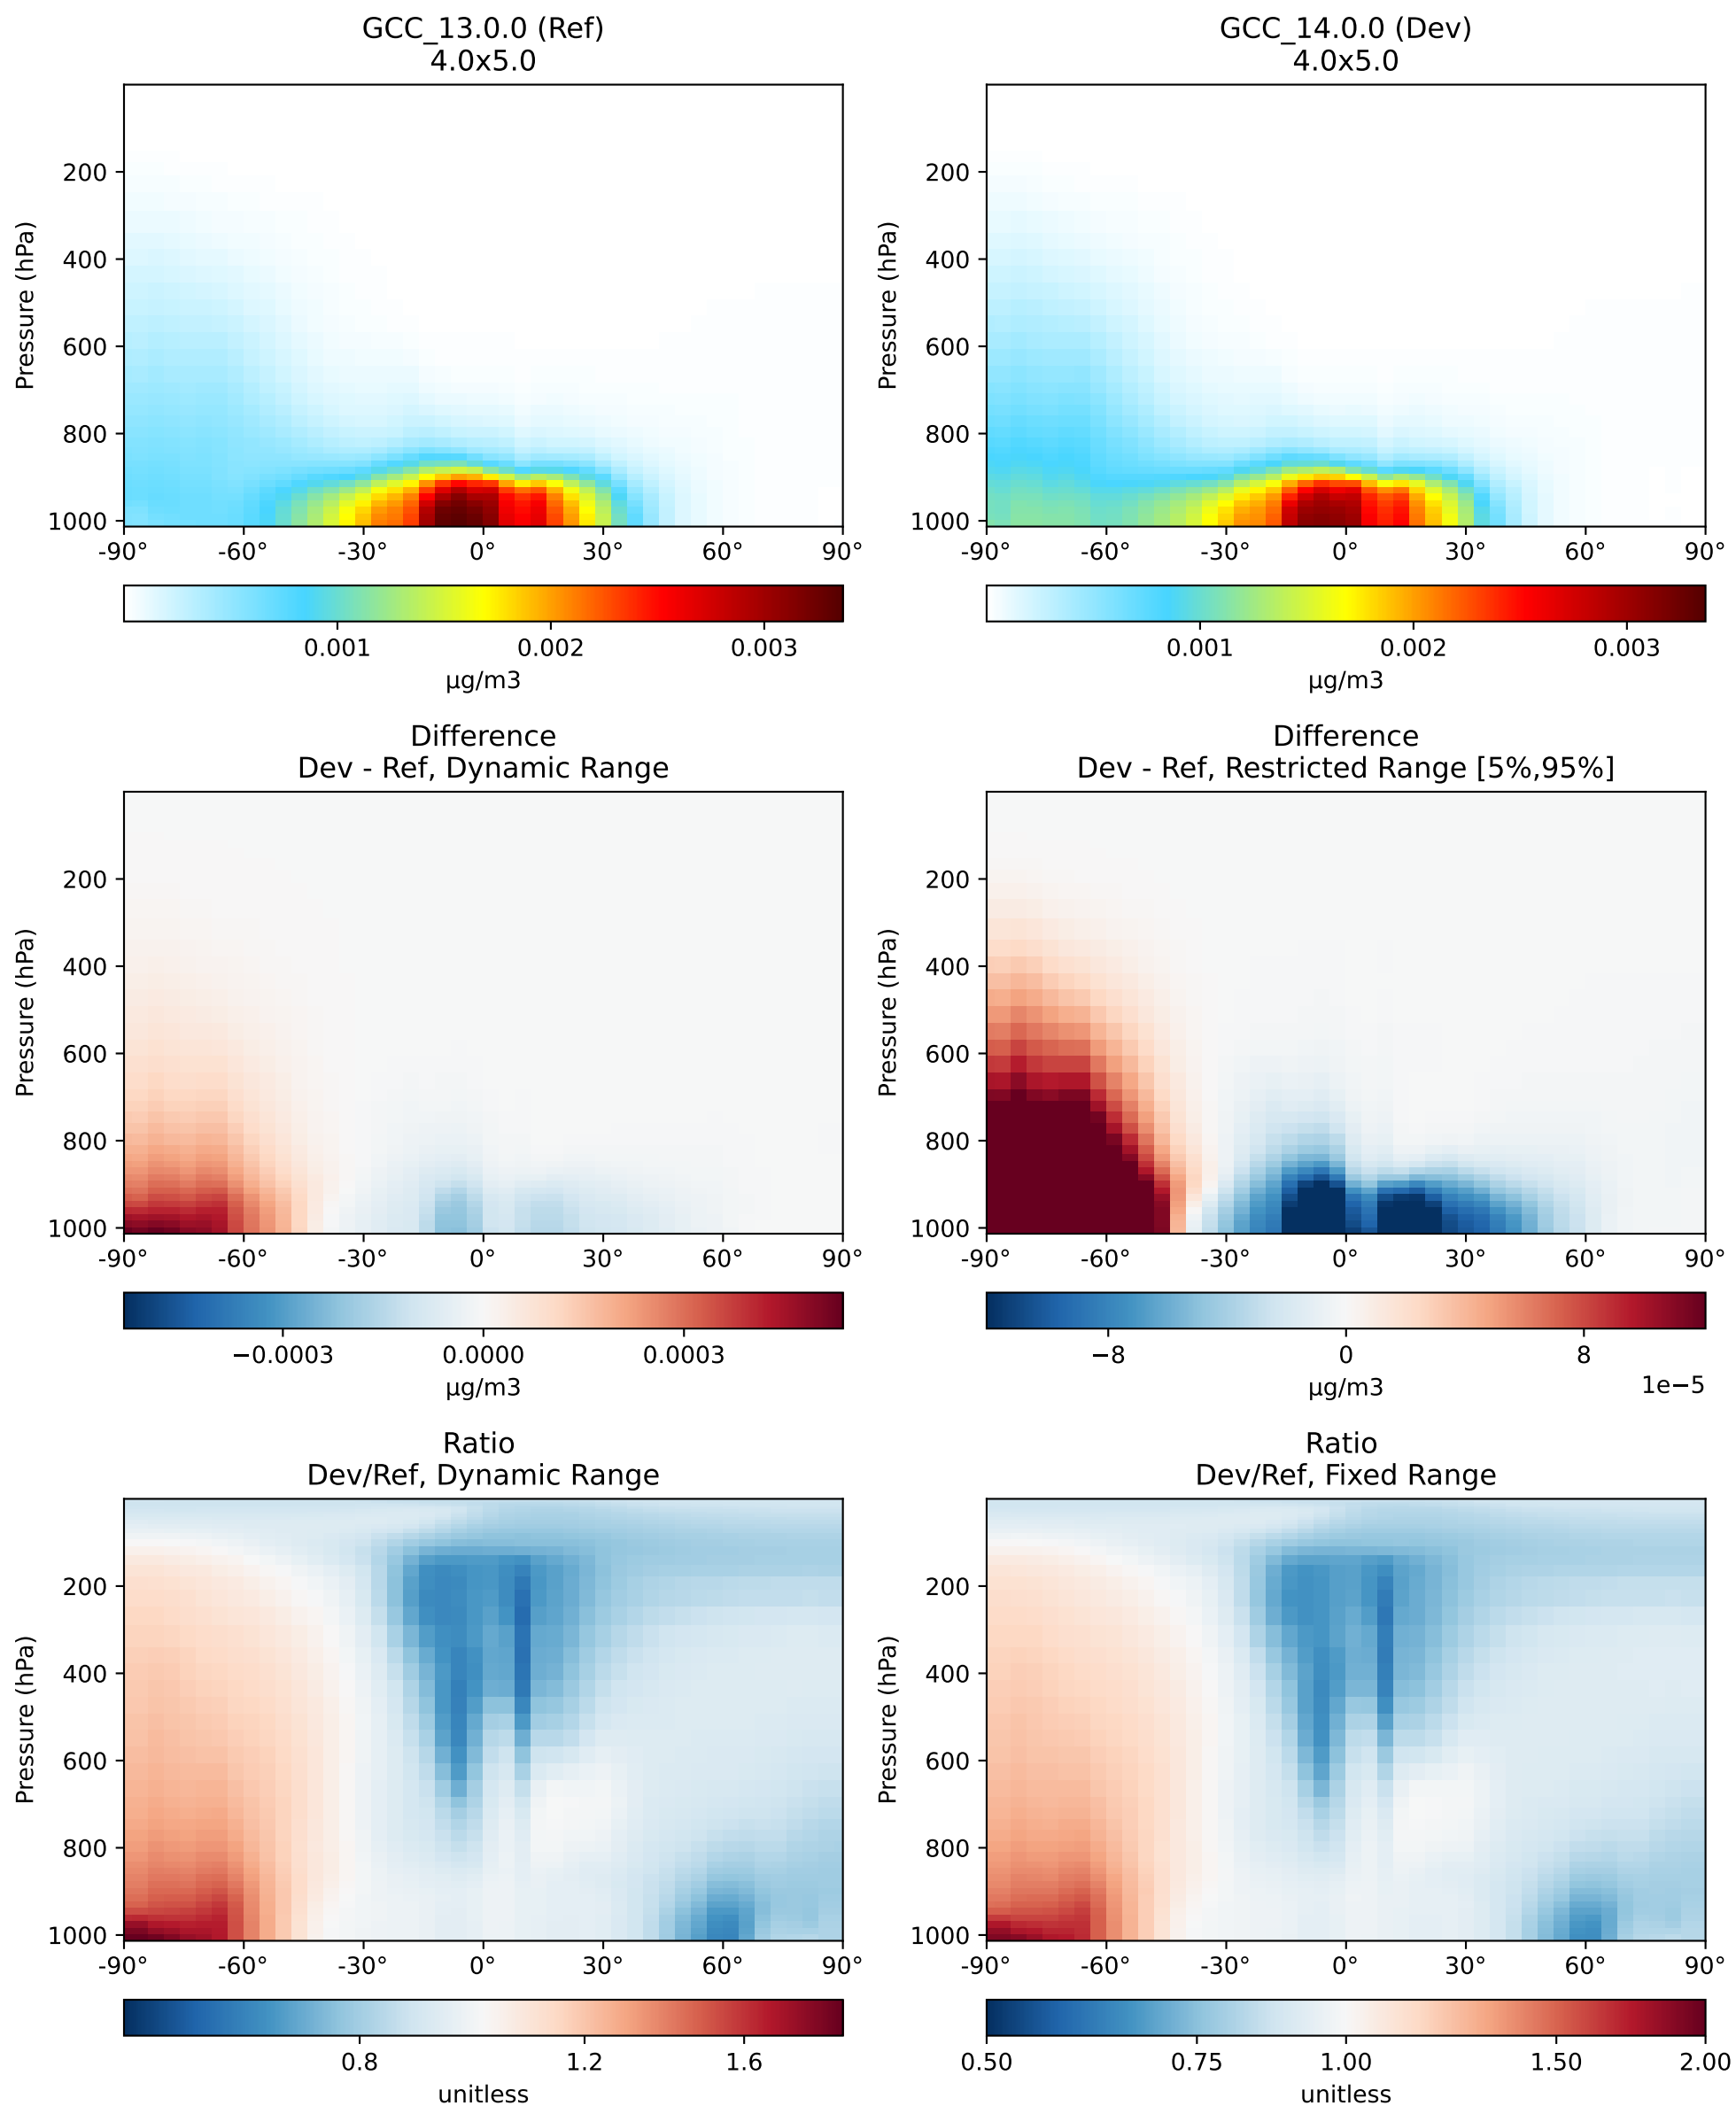 GCC_13.0.0 (Ref)
4.0x5.0
Pressure (hPa)
200
400
600
800
1000
-90° -60° -30° 0° 30° 60° 90°
0.001 0.002 0.003
μg/m3
GCC_14.0.0 (Dev)
4.0x5.0
Pressure (hPa)
200
400
600
800
1000
-90° -60° -30° 0° 30° 60° 90°
0.001 0.002 0.003
μg/m3
Difference
Dev - Ref, Dynamic Range
Pressure (hPa)
200
400
600
800
1000
-90° -60° -30° 0° 30° 60° 90°
−0.0003 0.0000 0.0003
μg/m3
Difference
Dev - Ref, Restricted Range [5%,95%]
Pressure (hPa)
200
400
600
800
1000
-90° -60° -30° 0° 30° 60° 90°
−8 0 8
μg/m3
1e−5
Ratio
Dev/Ref, Dynamic Range
Pressure (hPa)
200
400
600
800
1000
-90° -60° -30° 0° 30° 60° 90°
0.8 1.2 1.6
unitless
Ratio
Dev/Ref, Fixed Range
Pressure (hPa)
200
400
600
800
1000
-90° -60° -30° 0° 30° 60° 90°
0.50 0.75 1.00 1.50 2.00
unitless